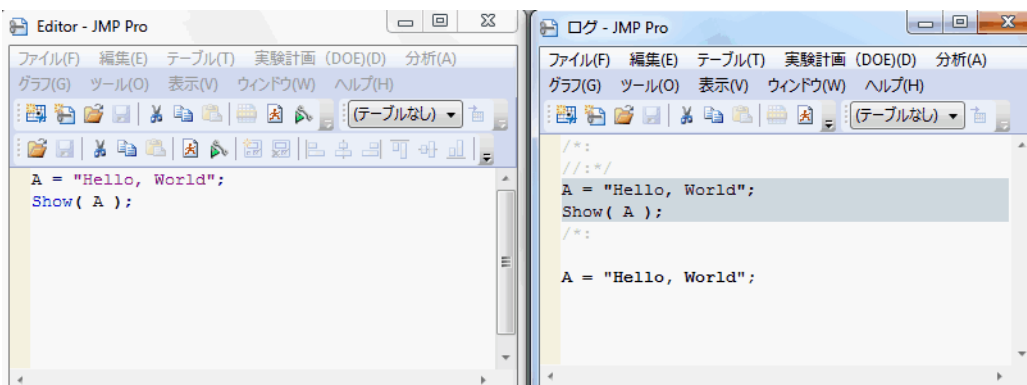 Editor - JMP Pro
ファイル(F) 編集(E) テーブル(T) 実験計画 (DOE)(D) 分析(A)
グラフ(G) ツール(O) 表示(V) ウィンドウ(W) ヘルプ(H)
(テーブルなし)
A = "Hello, World";
Show( A );
ログ - JMP Pro
ファイル(F) 編集(E) テーブル(T) 実験計画 (DOE)(D) 分析(A)
グラフ(G) ツール(O) 表示(V) ウィンドウ(W) ヘルプ(H)
(テーブルなし)
/*:
//:*/
A = "Hello, World";
Show( A );
/*:
A = "Hello, World";